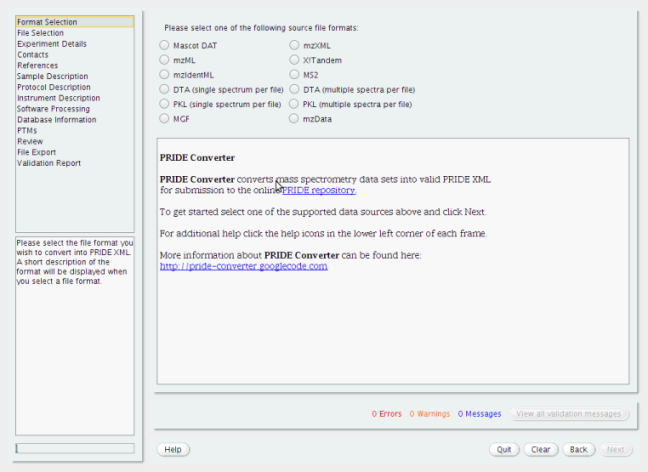 Format Selection
File Selection
Experiment Details
Contacts
References
Sample Description
Protocol Description
Instrument Description
Software Processing
Database Information
PTMs
Review
File Export
Validation Report
Please select the file format you
wish to convert into PRIDE XML.
A short description of the
format will be displayed when
you select a file format.
Please select one of the following source file formats:
Mascot DAT
mzXML
mzML
X!Tandem
mzIdentML
MS2
DTA (single spectrum per file)
DTA (multiple spectra per file)
PKL (single spectrum per file)
PKL (multiple spectra per file)
MGF
mzData
PRIDE Converter
PRIDE Converter converts mass spectrometry data sets into valid PRIDE XML
for submission to the online PRIDE repository.
To get started select one of the supported data sources above and click Next.
For additional help click the help icons in the lower left corner of each frame.
More information about PRIDE Converter can be found here:
http://pride-converter.googlecode.com
0 Errors 0 Warnings 0 Messages View all validation messages
Help Quit Clear Back Next